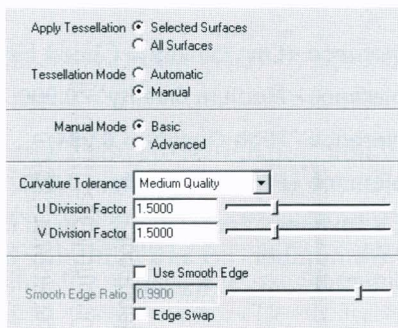 Apply Tessellation Selected Surfaces
All Surfaces
Tessellation Mode Automatic
Manual
Manual Mode Basic
Advanced
Curvature Tolerance Medium Quality
U Division Factor 1.5000
V Division Factor 1.5000
Use Smooth Edge
Smooth Edge Ratio 0.9900
Edge Swap